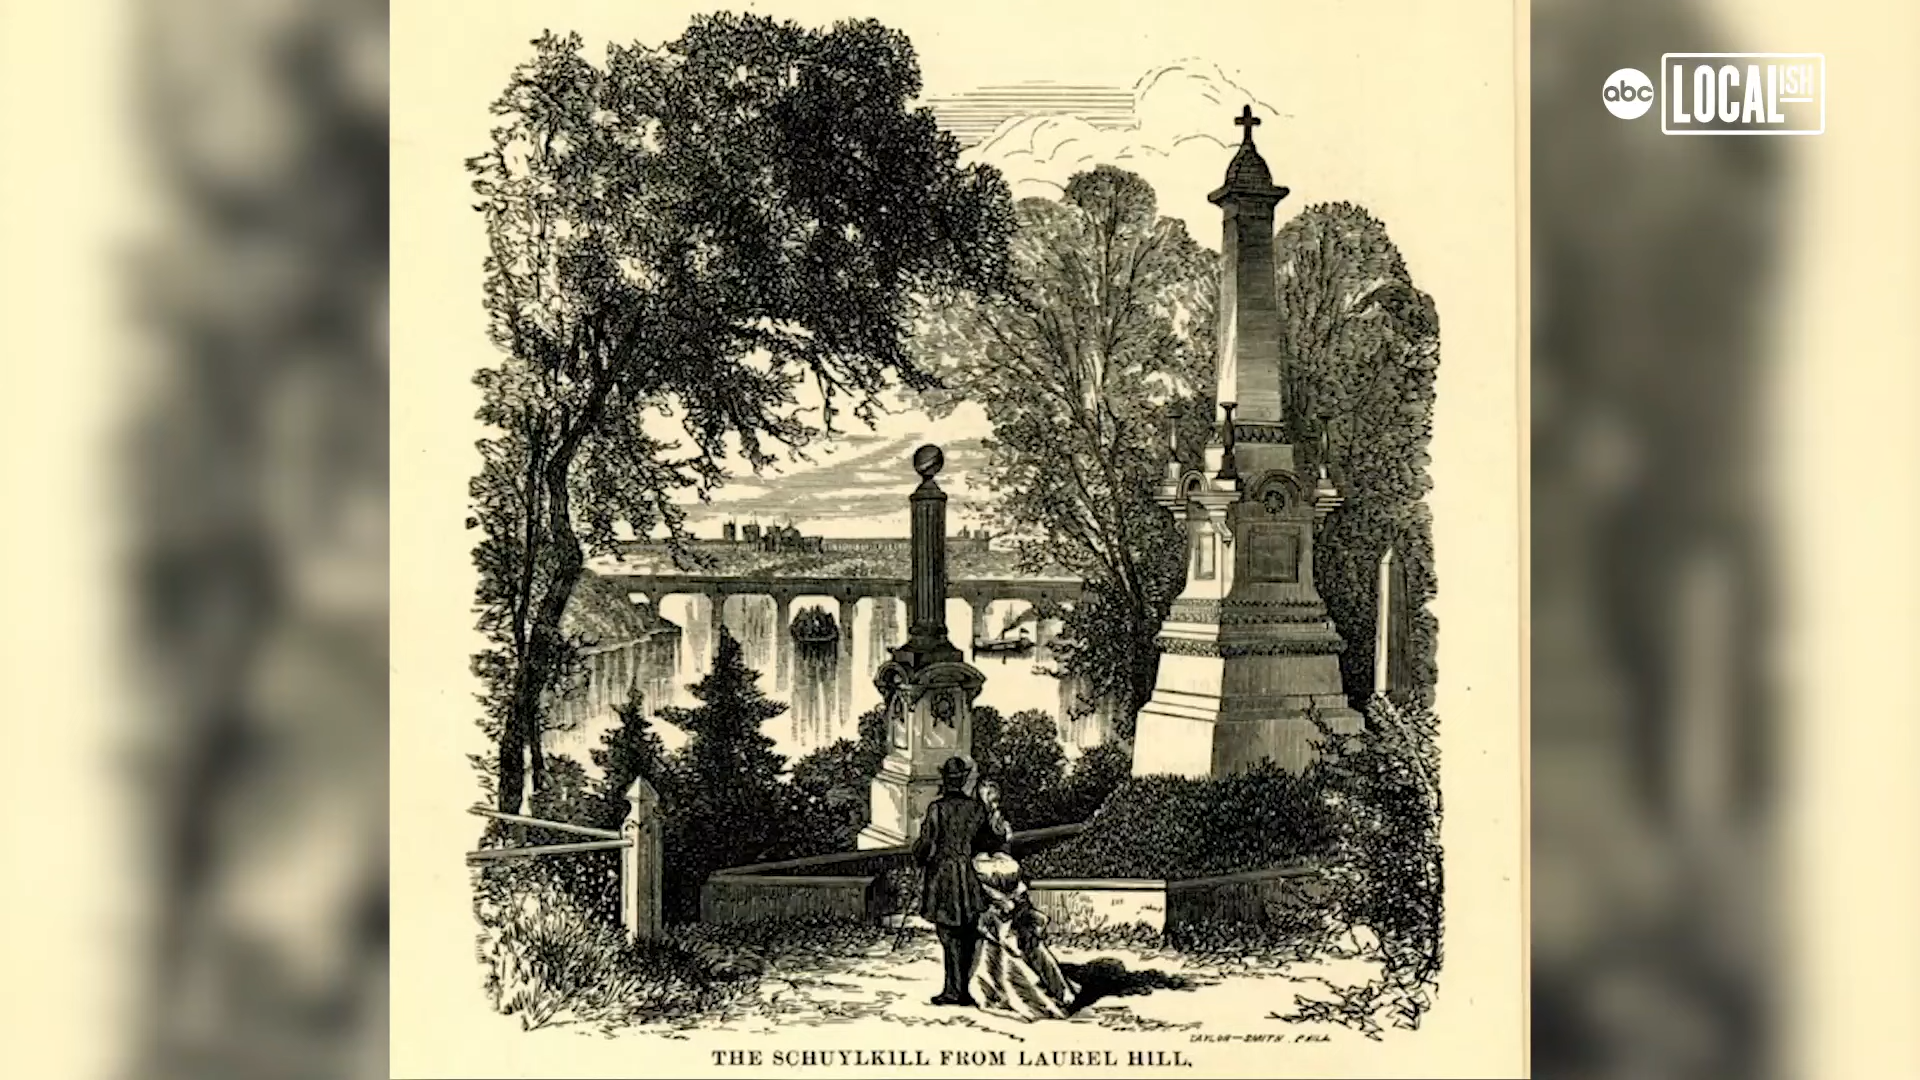 abc LOCALISH
TAYLOR—SMITH. PHILA
THE SCHUYLKILL FROM LAUREL HILL.